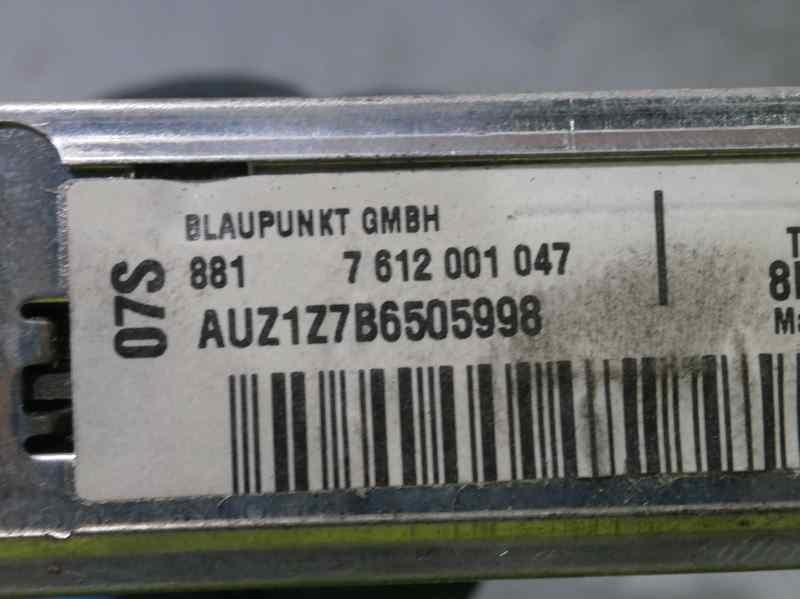 07S
BLAUPUNKT GMBH
881 7 612 001 047
AUZ1Z7B6505998